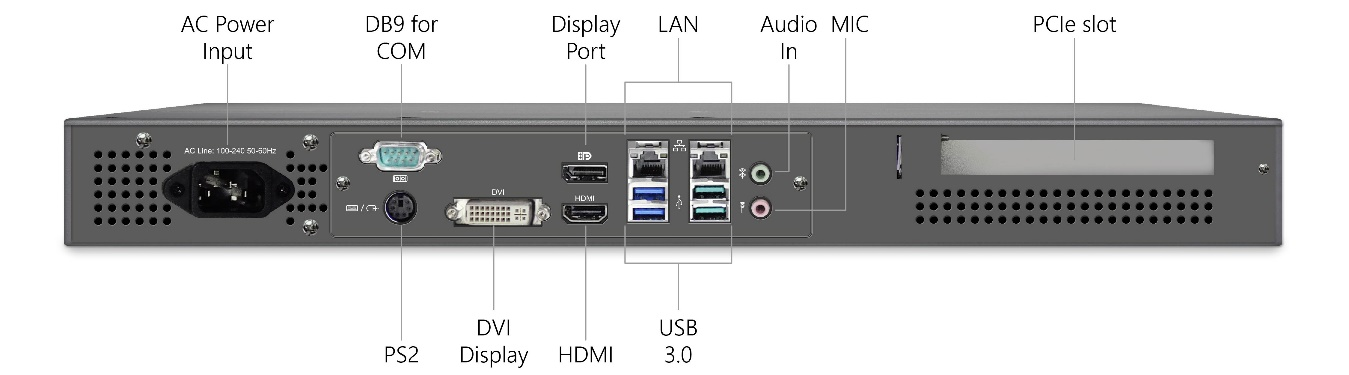 AC Power
Input
DB9 for
COM
Display
Port
LAN
Audio
In
MIC
PCIe slot
AC Line: 100-240 50-60Hz
DVI
HDMI
PS2
DVI
Display
HDMI
USB
3.0